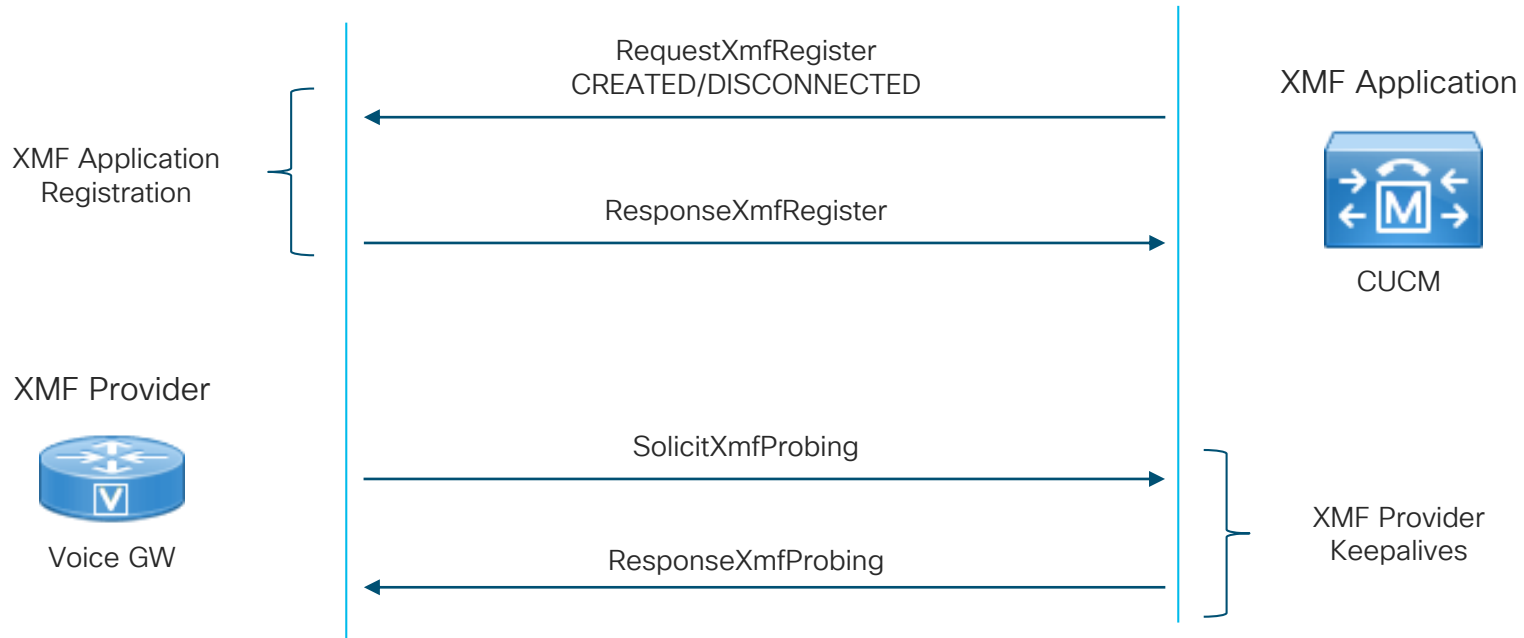 RequestXmfRegister
CREATED/DISCONNECTED
XMF Application
XMF Application
Registration
ResponseXmfRegister
M
CUCM
XMF Provider
SolicitXmfProbing
V
XMF Provider
Keepalives
Voice GW
ResponseXmfProbing